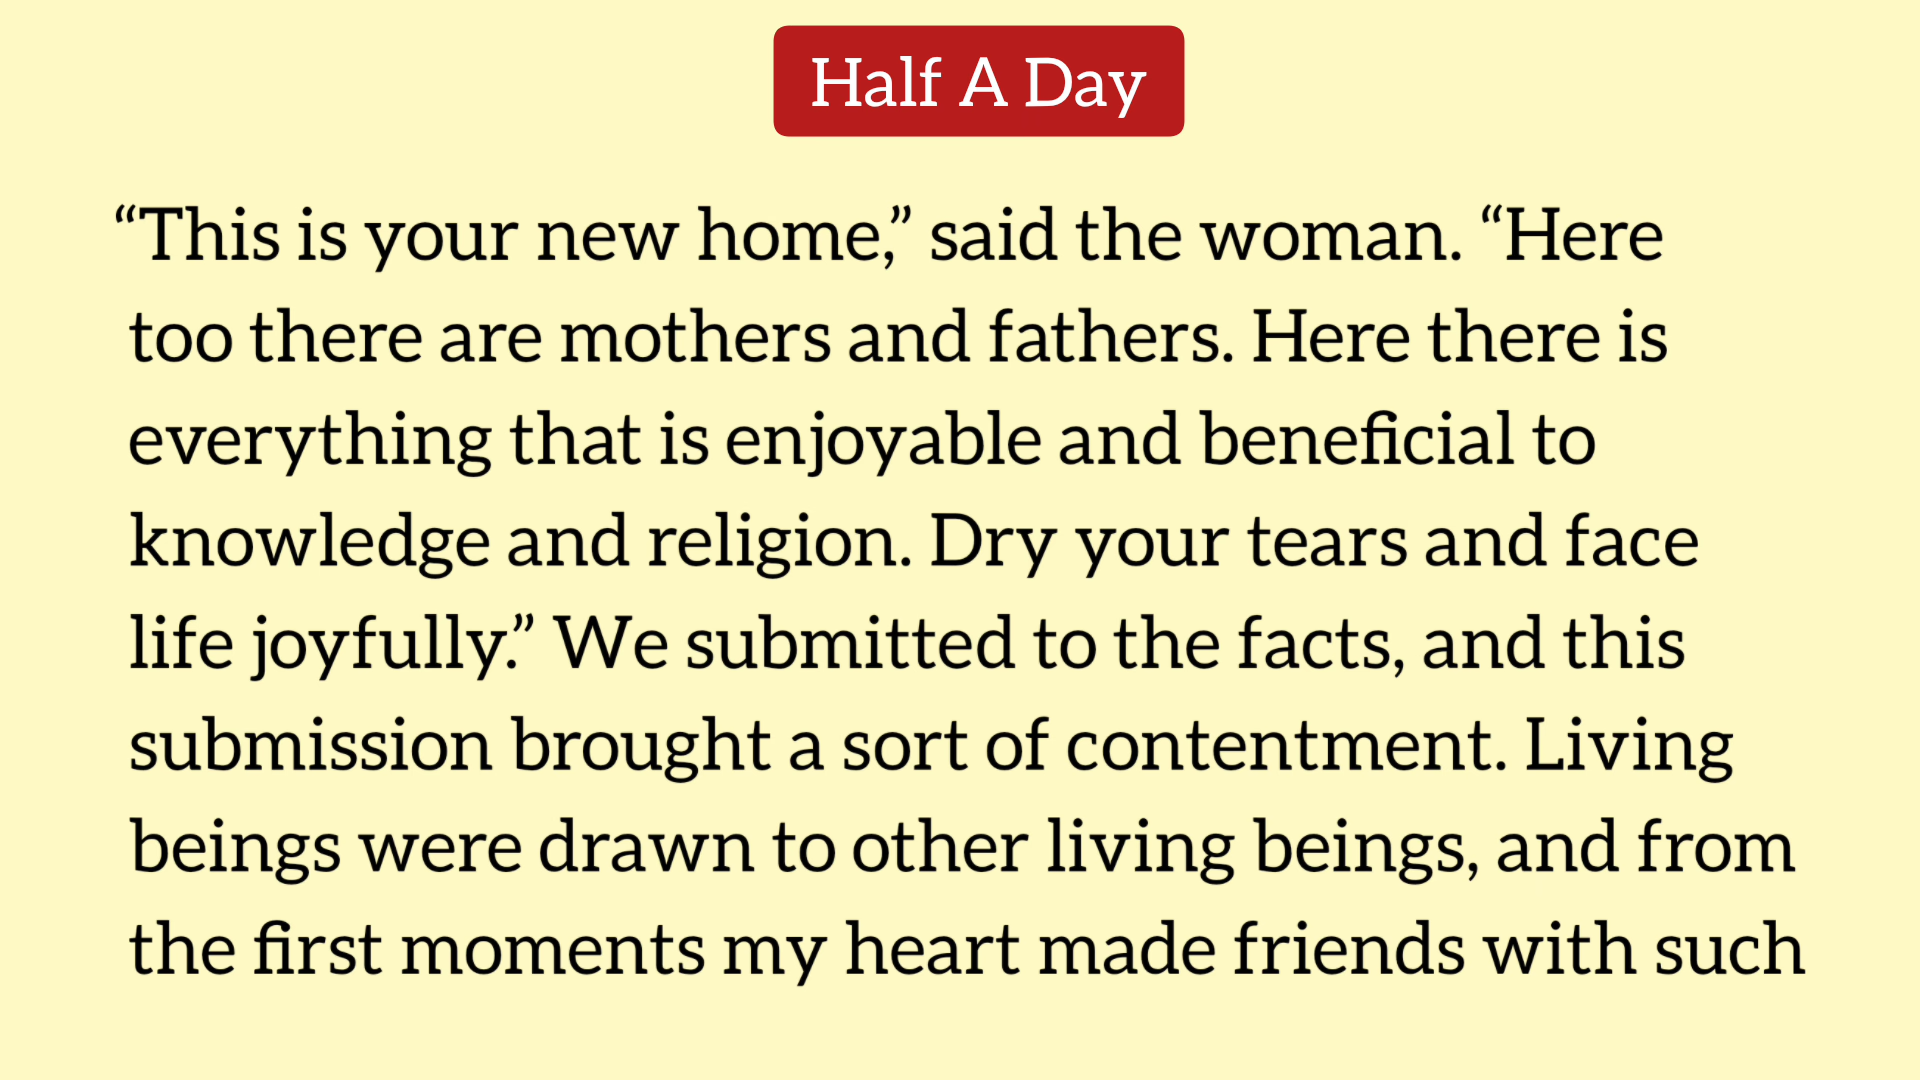 Half A Day
“This is your new home,” said the woman. “Here
too there are mothers and fathers. Here there is
everything that is enjoyable and beneficial to
knowledge and religion. Dry your tears and face
life joyfully.” We submitted to the facts, and this
submission brought a sort of contentment. Living
beings were drawn to other living beings, and from
the first moments my heart made friends with such